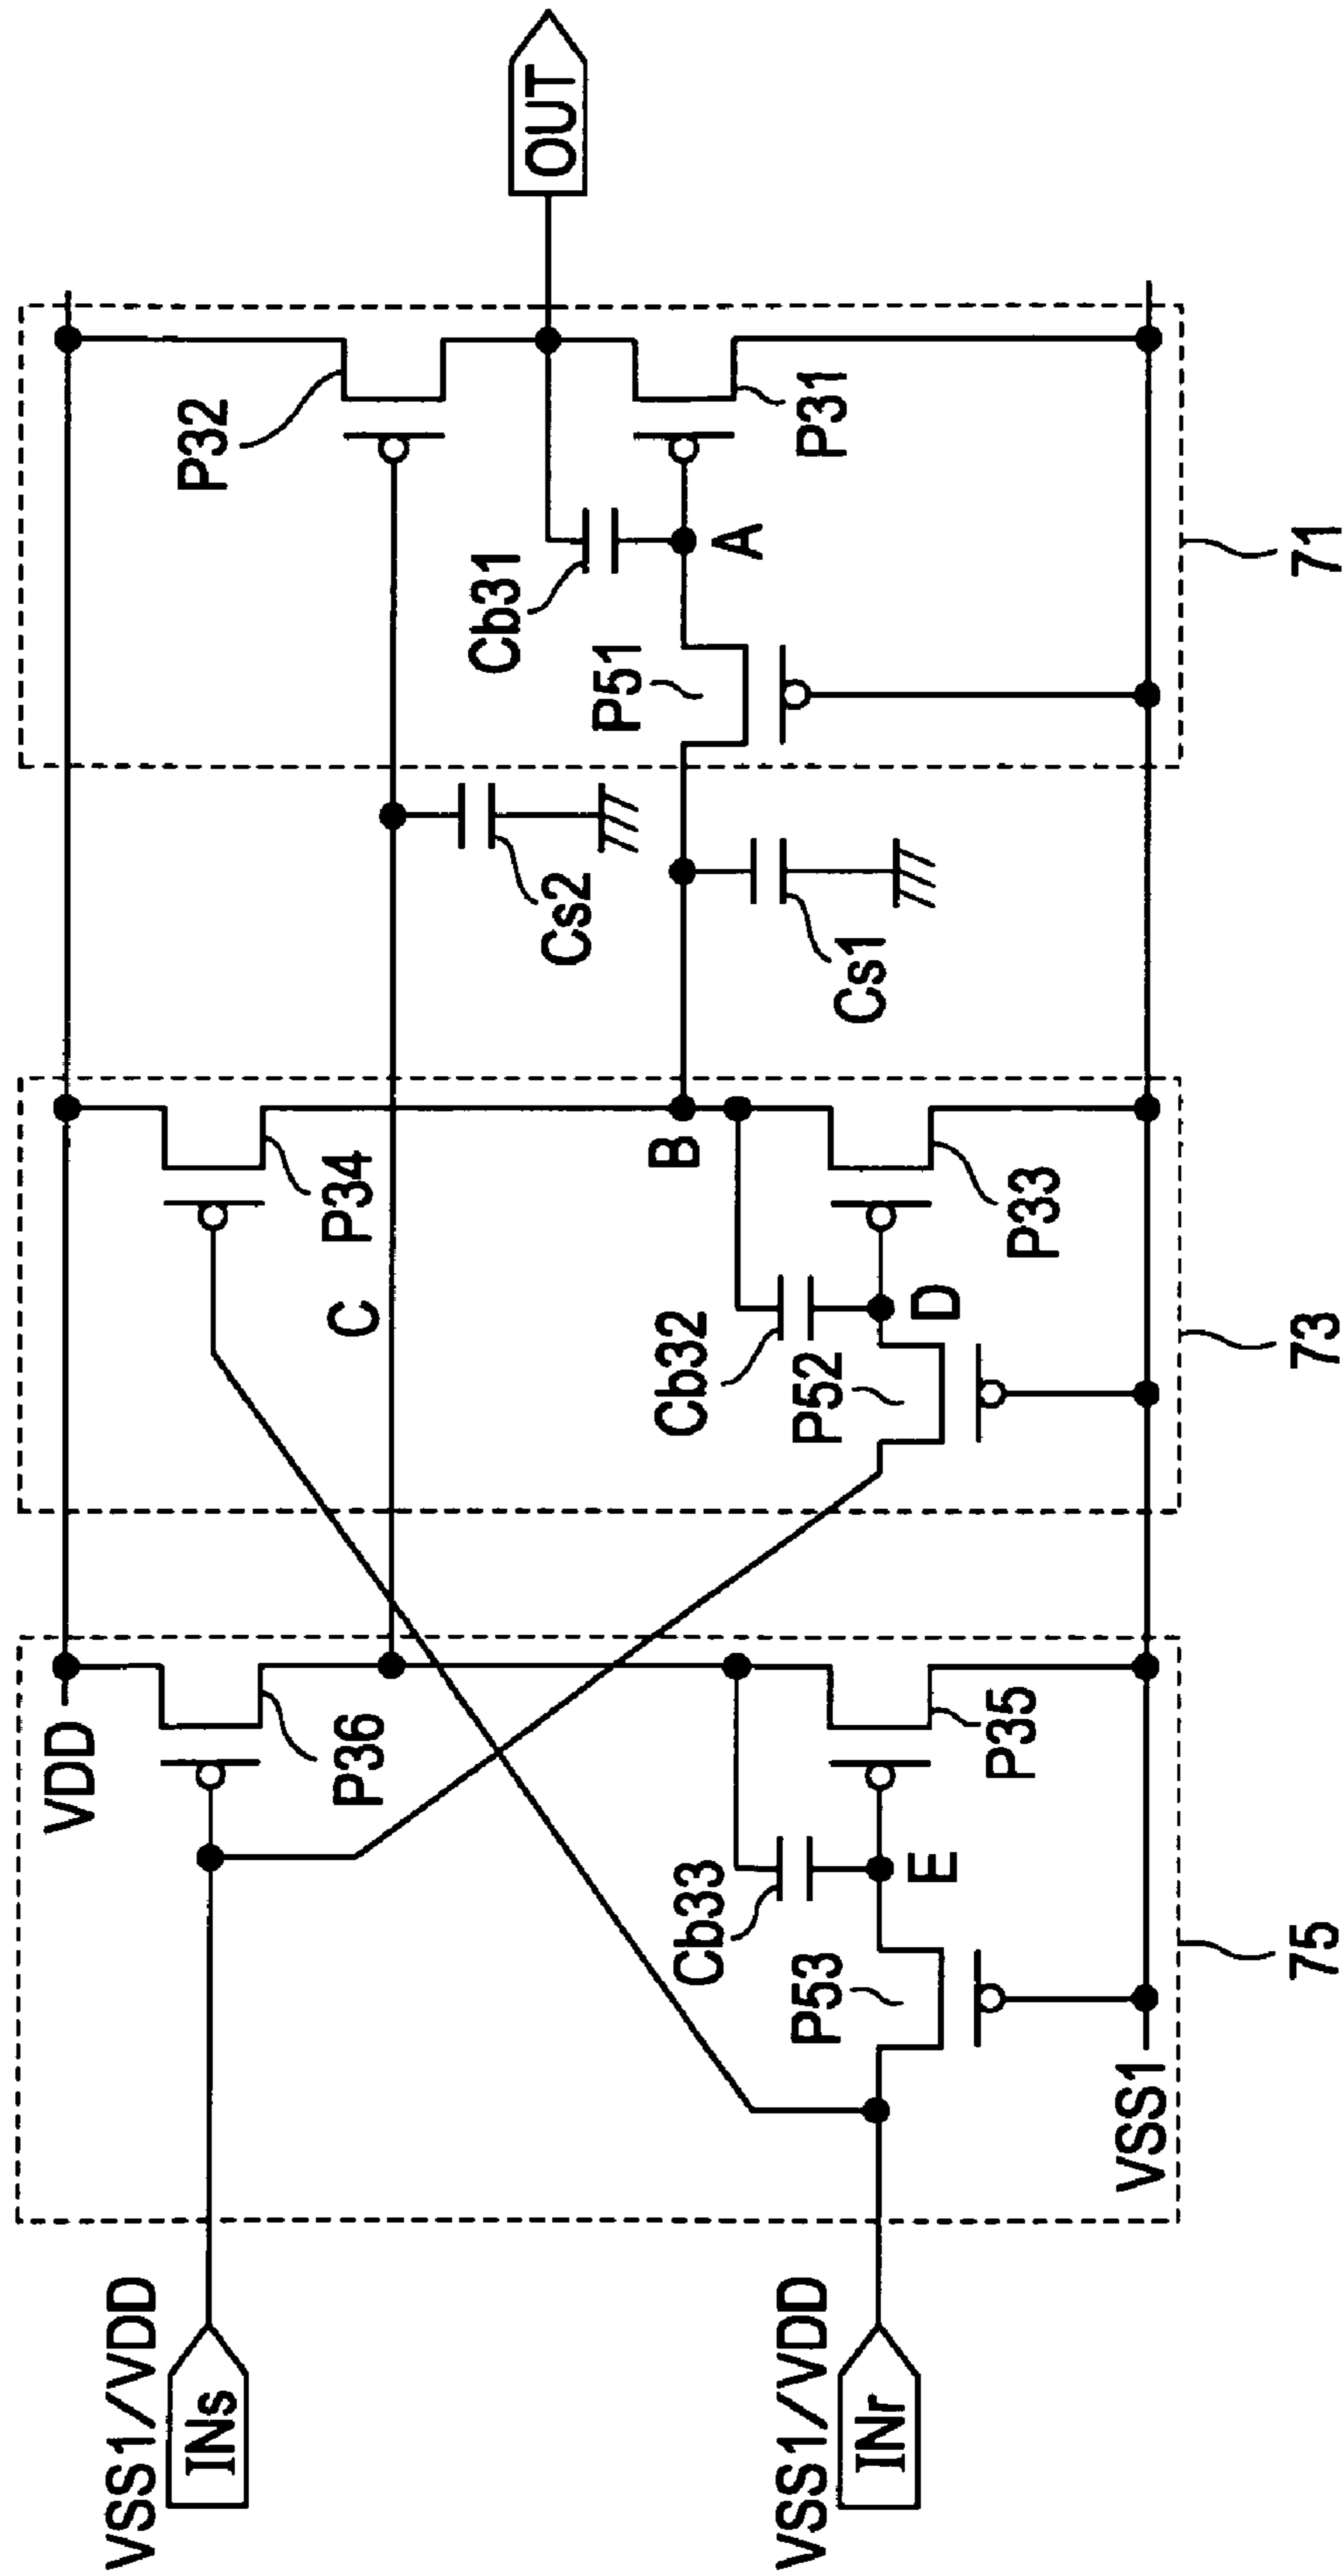 VSS1/VDD
INs
VSS1/VDD
INr
VDD
P36
Cb33
E
P53
P35
VSS1
75
C
P34
B
Cb32
D
P52
P33
73
Cs2
Cs1
P32
Cb31
A
P51
P31
71
OUT